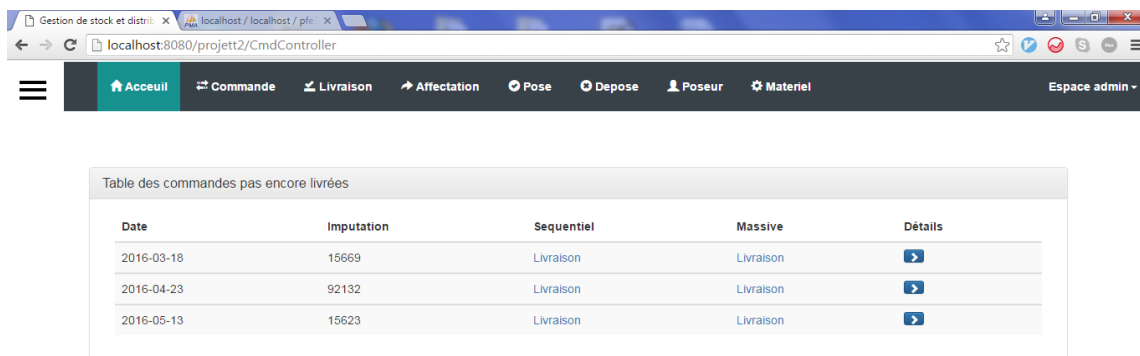 Gestion de stock et distrib
localhost / localhost / pfe
localhost:8080/projett2/CmdController
Acceuil Commande Livraison Affectation Pose Depose Poseur Materiel Espace admin
Table des commandes pas encore livrées
Date Imputation Sequentiel Massive Détails
2016-03-18 15669 Livraison Livraison
2016-04-23 92132 Livraison Livraison
2016-05-13 15623 Livraison Livraison